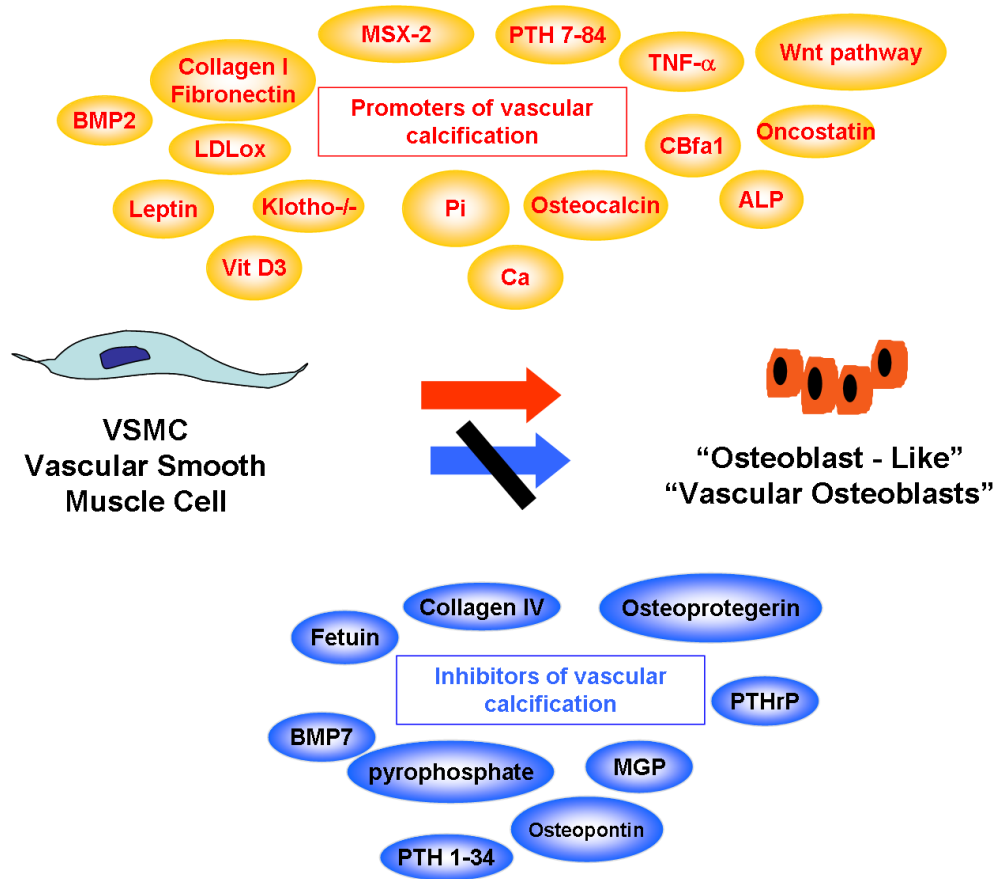 MSX-2
PTH 7-84
TNF-α
Wnt pathway
Collagen I
Fibronectin
BMP2
Promoters of vascular
calcification
CBfa1
Oncostatin
LDLox
Leptin
Klotho-/-
Pi
Osteocalcin
ALP
Vit D3
Ca
VSMC
Vascular Smooth
Muscle Cell
“Osteoblast - Like”
“Vascular Osteoblasts”
Collagen IV
Osteoprotegerin
Fetuin
Inhibitors of vascular
calcification
PTHrP
BMP7
pyrophosphate
MGP
Osteopontin
PTH 1-34